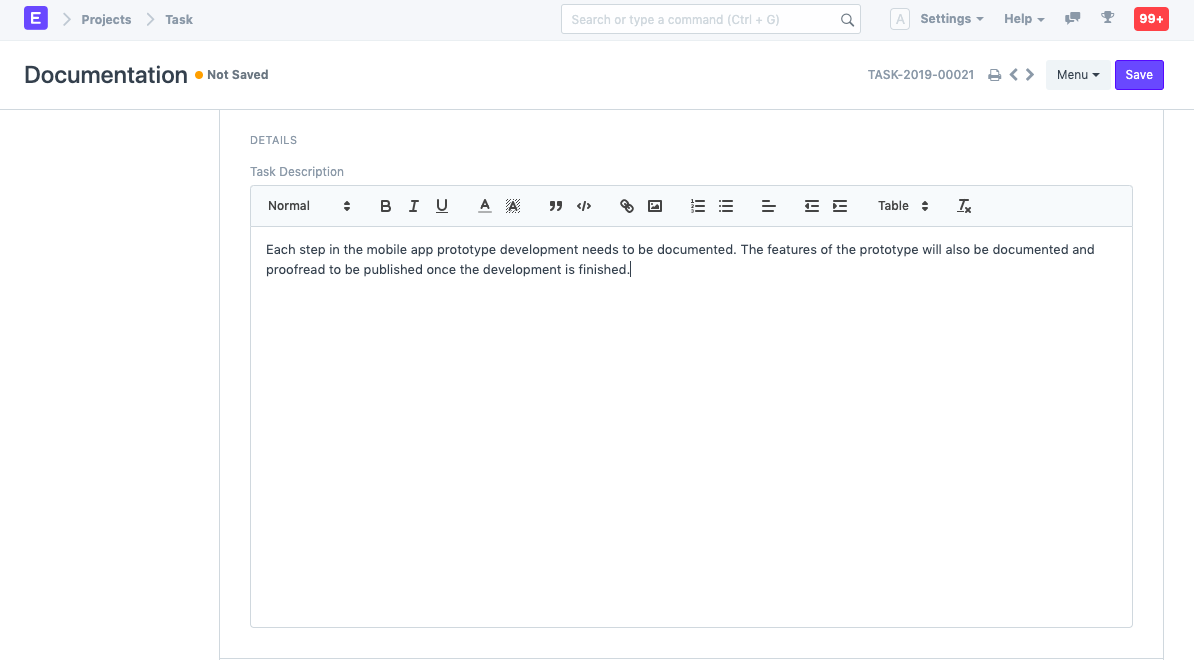 E Projects Task Search or type a command (Ctrl + G) A Settings Help 99+
Documentation Not Saved TASK-2019-00021 Menu Save
DETAILS
Task Description
Normal B I U A A Table
Each step in the mobile app prototype development needs to be documented. The features of the prototype will also be documented and
proofread to be published once the development is finished.